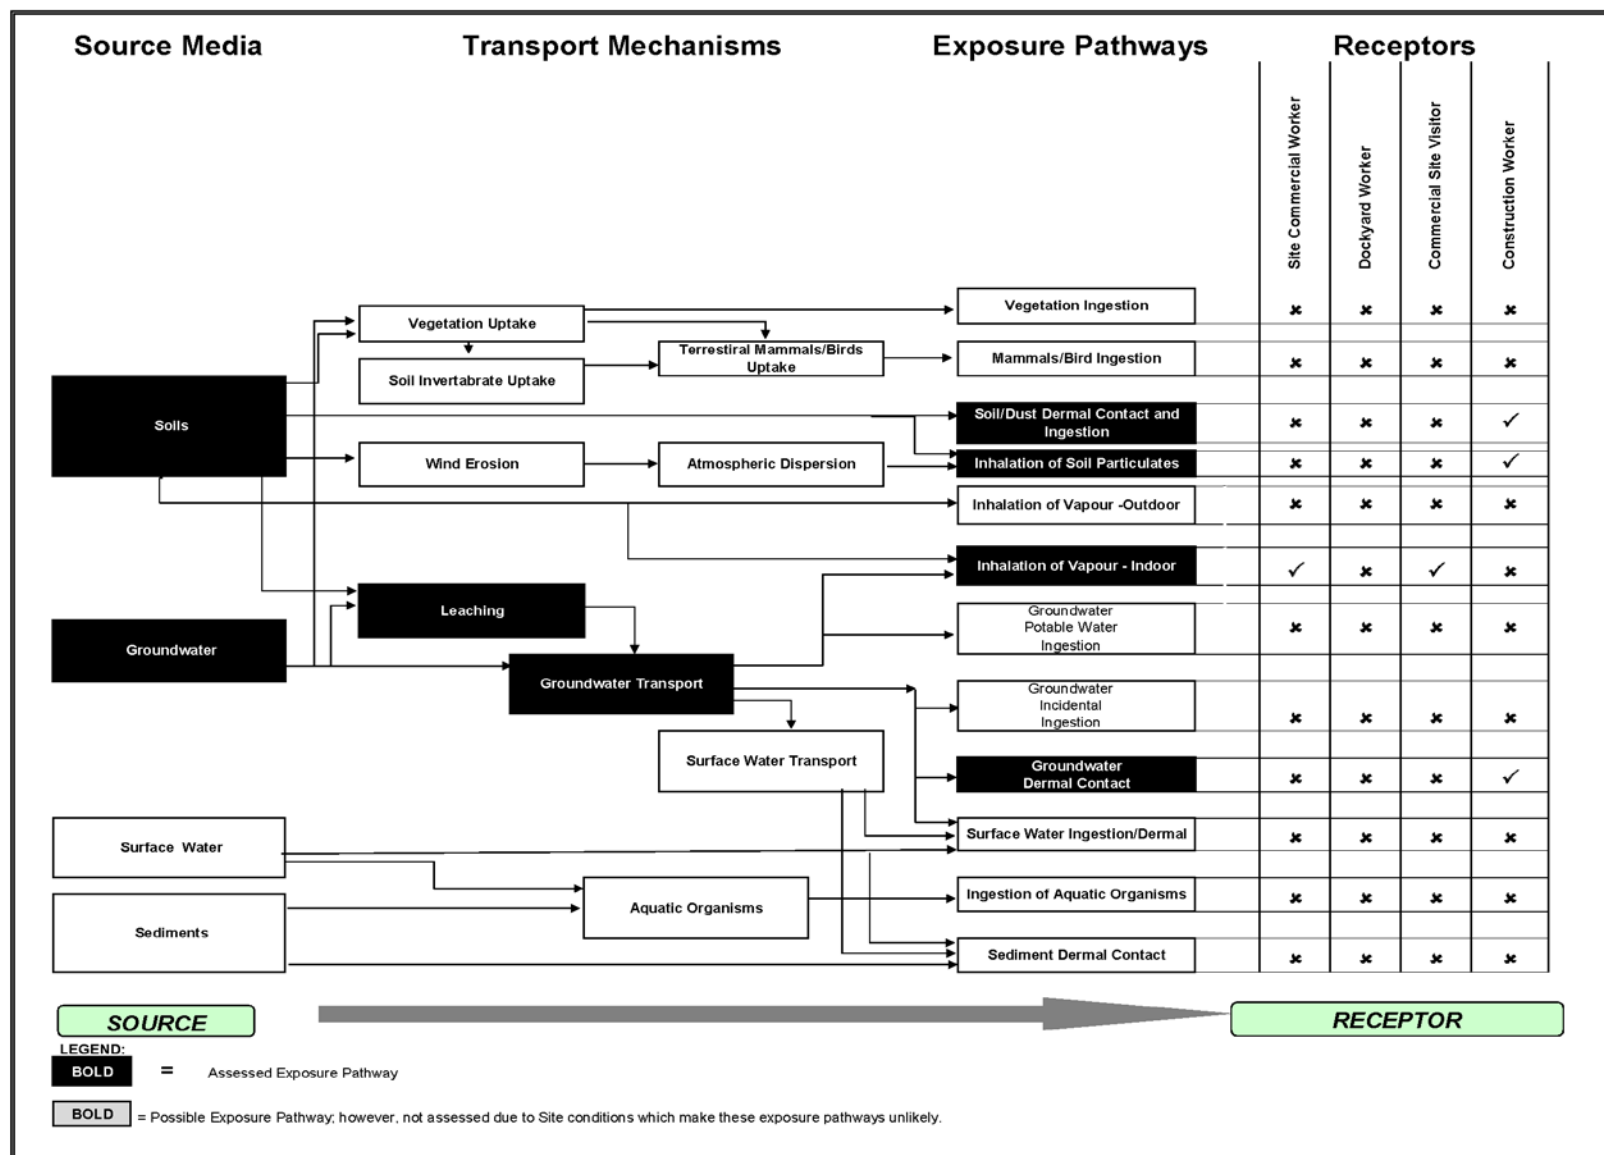 Source Media
Transport Mechanisms
Exposure Pathways
Receptors
Site Commercial Worker
Dockyard Worker
Commercial Site Visitor
Construction Worker
Vegetation Uptake
Vegetation Ingestion
Terrestiral Mammals/Birds
Uptake
Mammals/Bird Ingestion
Soil Invertabrate Uptake
Soils
Soil/Dust Dermal Contact and
Ingestion
Wind Erosion
Atmospheric Dispersion
Inhalation of Soil Particulates
Inhalation of Vapour -Outdoor
Inhalation of Vapour - Indoor
Leaching
Groundwater
Potable Water
Ingestion
Groundwater
Groundwater Transport
Groundwater
Incidental
Ingestion
Surface Water Transport
Groundwater
Dermal Contact
Surface Water
Surface Water Ingestion/Dermal
Aquatic Organisms
Ingestion of Aquatic Organisms
Sediments
Sediment Dermal Contact
SOURCE
RECEPTOR
LEGEND:
BOLD = Assessed Exposure Pathway
BOLD = Possible Exposure Pathway; however, not assessed due to Site conditions which make these exposure pathways unlikely.